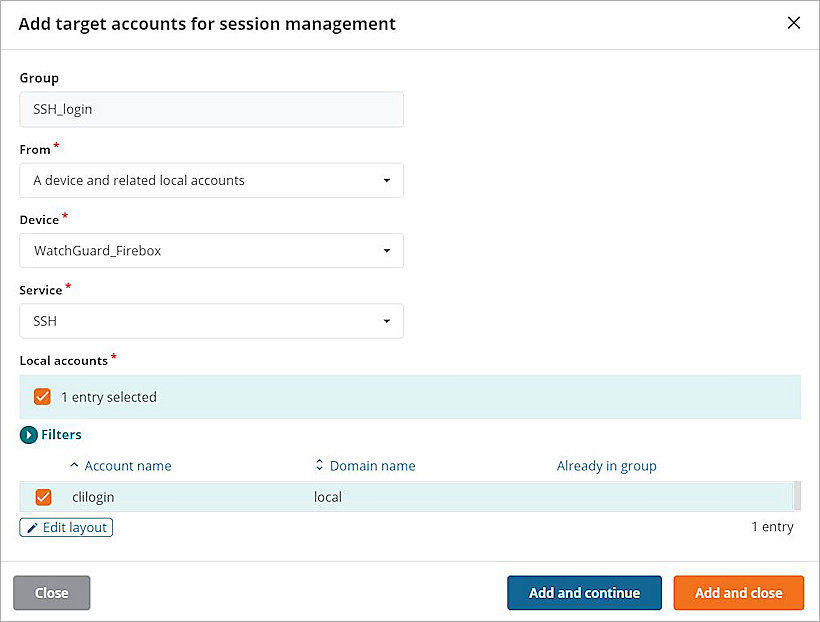 Add target accounts for session management
Group
SSH_login
From *
A device and related local accounts
Device *
WatchGuard_Firebox
Service *
SSH
Local accounts *
1 entry selected
Filters
Account name Domain name Already in group
clilogin local
Edit layout 1 entry
Close Add and continue Add and close